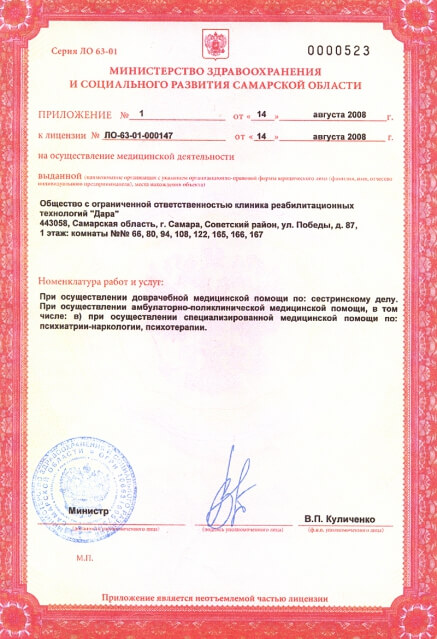 Серия ЛО 63-01
0000523
МИНИСТЕРСТВО ЗДРАВООХРАНЕНИЯ
И СОЦИАЛЬНОГО РАЗВИТИЯ САМАРСКОЙ ОБЛАСТИ
ПРИЛОЖЕНИЕ № 1 от « 14 » августа 2008 г.
к лицензии № ЛО-63-01-000147 от « 14 » августа 2008 г.
на осуществление медицинской деятельности
выданной (наименование организации с указанием организационно-правовой формы юридического лица (фамилия, имя, отчество
индивидуального предпринимателя), место нахождения объекта)
Общество с ограниченной ответственностью клиника реабилитационных
технологий "Дара"
443058, Самарская область, г. Самара, Советский район, ул. Победы, д. 87,
1 этаж: комнаты №№ 66, 80, 94, 108, 122, 165, 166, 167
Номенклатура работ и услуг:
При осуществлении доврачебной медицинской помощи по: сестринскому делу.
При осуществлении амбулаторно-поликлинической медицинской помощи, в том
числе: в) при осуществлении специализированной медицинской помощи по:
психиатрии-наркологии, психотерапии.
Министр
В.П. Куличенко
(подпись уполномоченного лица)
(ф.и.о. уполномоченного лица)
М.П.
Приложение является неотъемлемой частью лицензии